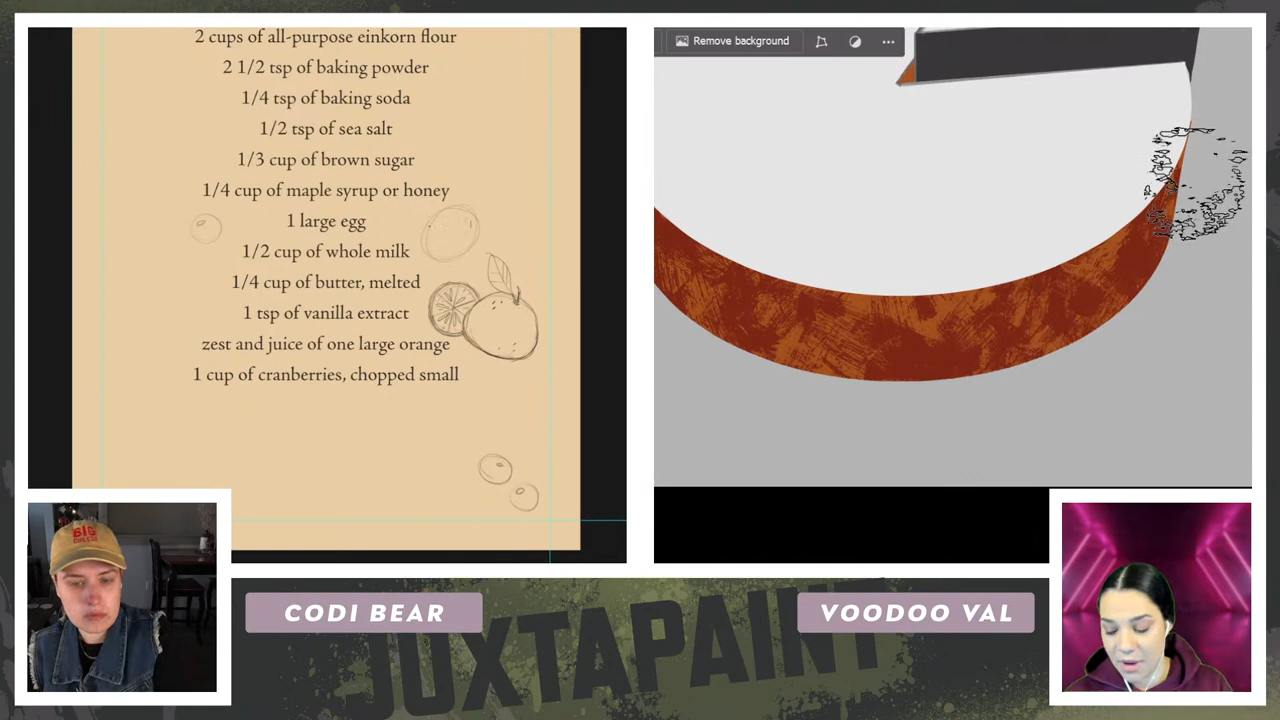 2 cups of all-purpose einkorn flour
2 1/2 tsp of baking powder
1/4 tsp of baking soda
1/2 tsp of sea salt
1/3 cup of brown sugar
1/4 cup of maple syrup or honey
1 large egg
1/2 cup of whole milk
1/4 cup of butter, melted
1 tsp of vanilla extract
zest and juice of one large orange
1 cup of cranberries, chopped small
Remove background
BIG
CHEESE
CODI BEAR
VOODOO VAL
JUXTAPAINT